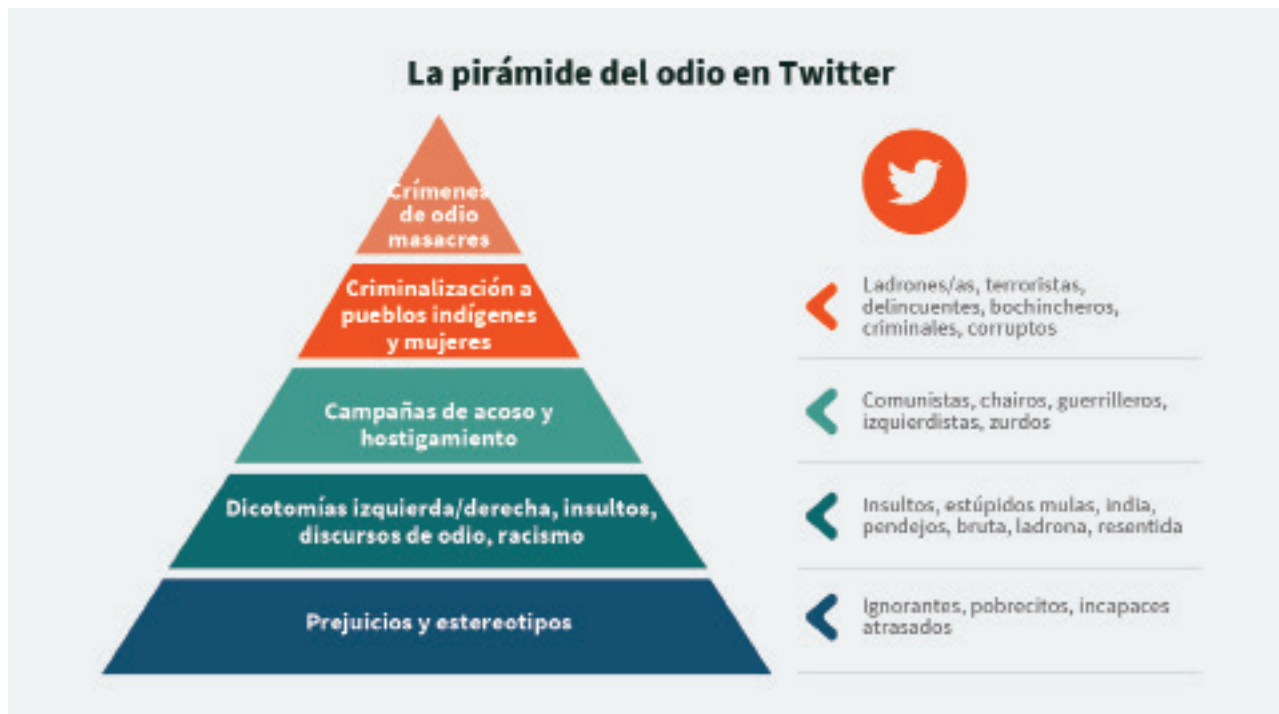 La pirámide del odio en Twitter
Crímenes
de odio
masacres
Criminalización a
pueblos indígenas
y mujeres
Ladrones/as, terroristas,
delincuentes, bochincheros,
criminales, corruptos
Campañas de acoso y
hostigamiento
Comunistas, chairos, guerrilleros,
izquierdistas, zurdos
Dicotomías izquierda/derecha, insultos,
discursos de odio, racismo
Insultos, estúpidos mulas, india,
pendejos, bruta, ladrona, resentida
Prejuicios y estereotipos
Ignorantes, pobrecitos, incapaces
atrasados